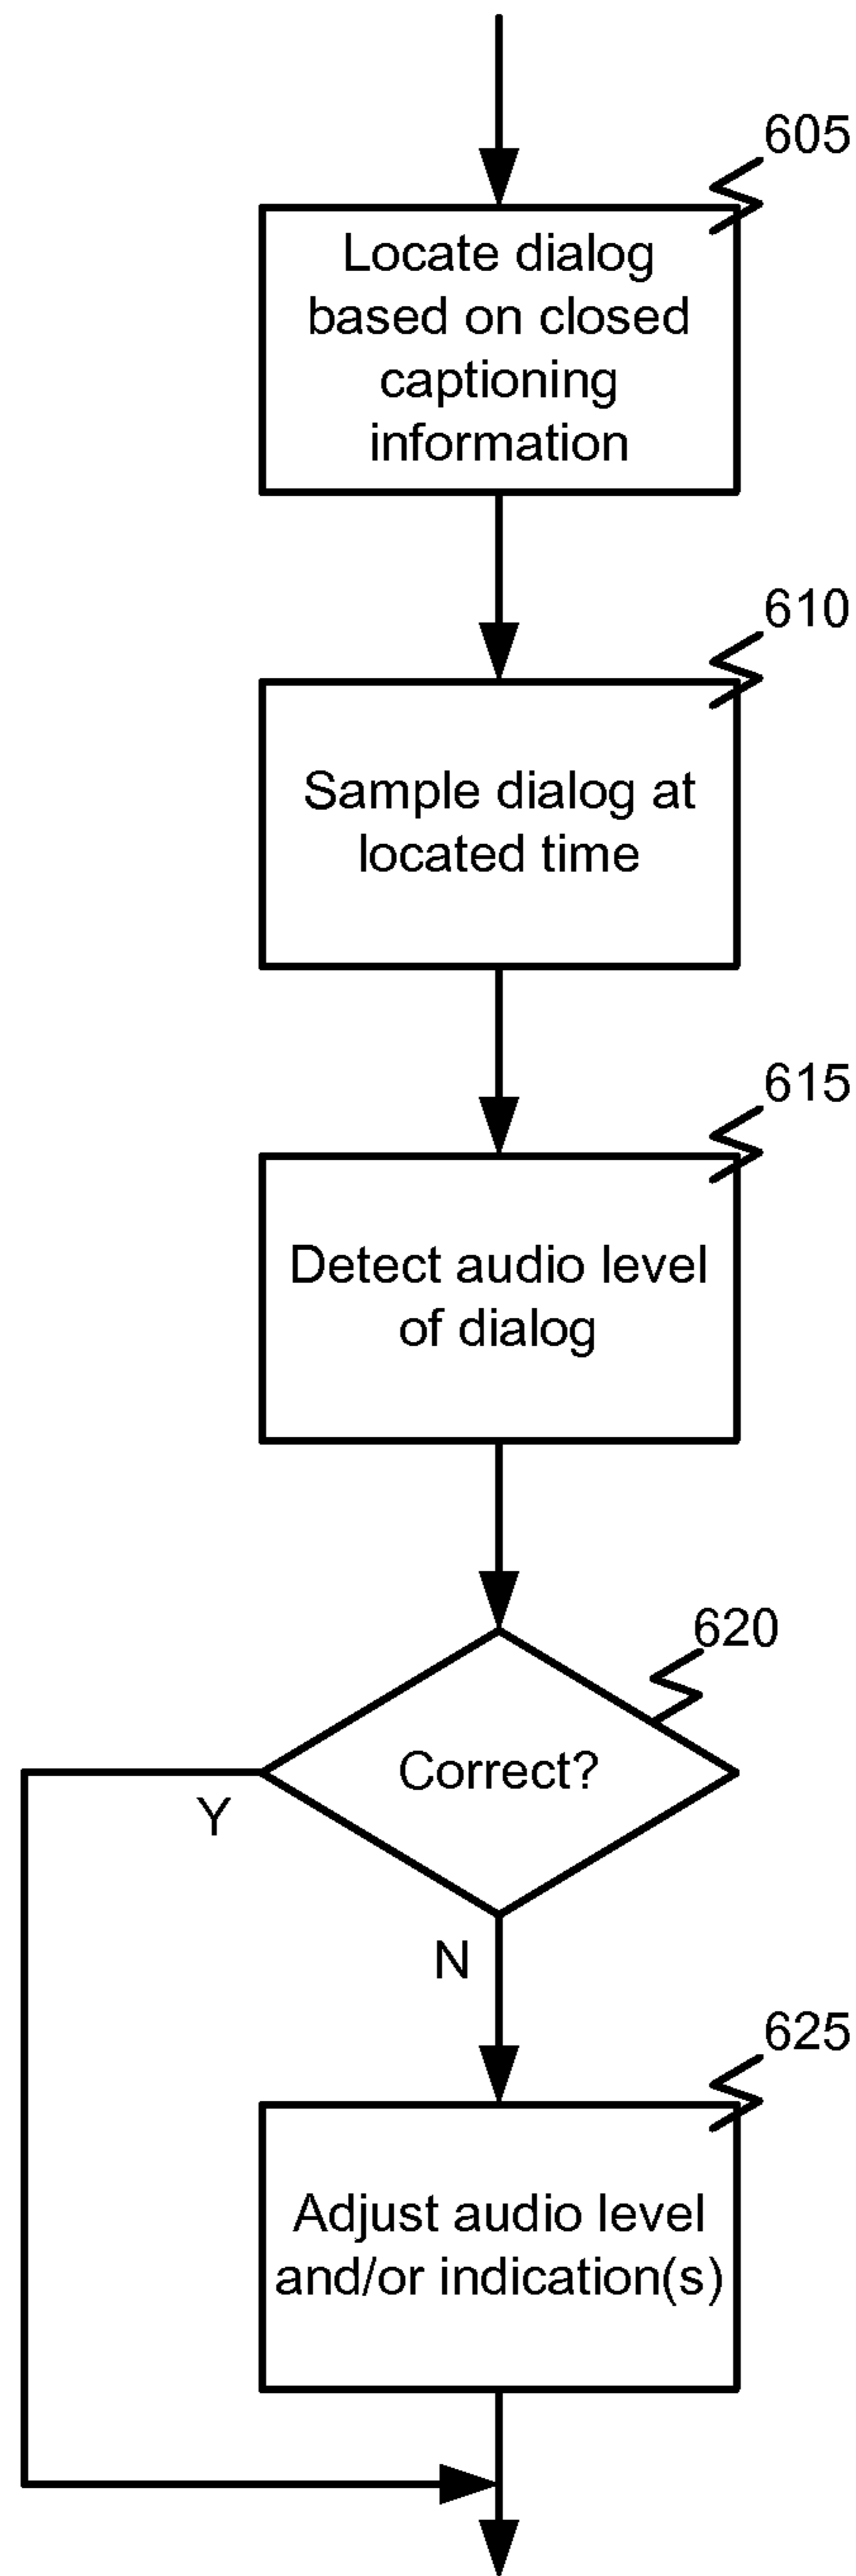 605
Locate dialog
based on closed
captioning
information
610
Sample dialog at
located time
615
Detect audio level
of dialog
620
Correct?
Y
N
625
Adjust audio level
and/or indication(s)